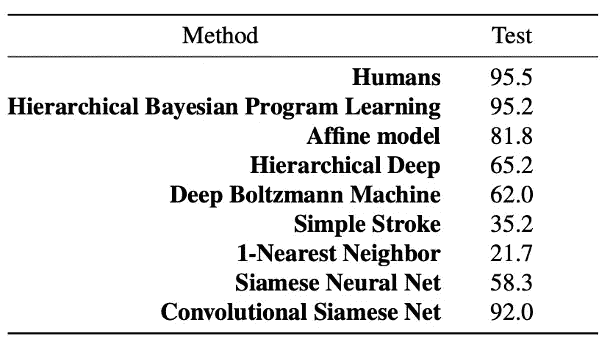 Method Test
Humans 95.5
Hierarchical Bayesian Program Learning 95.2
Affine model 81.8
Hierarchical Deep 65.2
Deep Boltzmann Machine 62.0
Simple Stroke 35.2
1-Nearest Neighbor 21.7
Siamese Neural Net 58.3
Convolutional Siamese Net 92.0